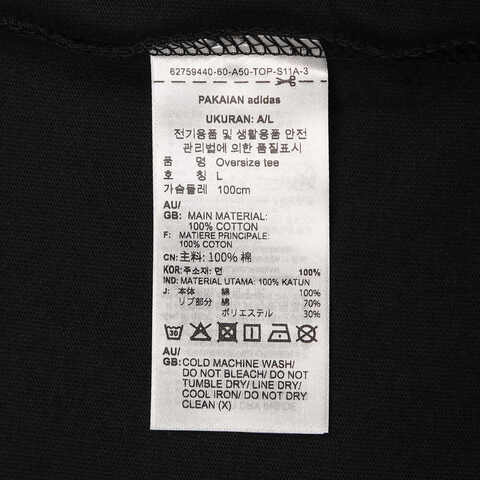 62759440-60-A50-TOP-S11A-3
PAKAIAN adidas
UKURAN: A/L
전기용품 및 생활용품 안전
관리법에 의한 품질표시
품 명 Oversize tee
호 칭 L
가슴둘레 100cm
AU/
GB: MAIN MATERIAL:
100% COTTON
F: MATIERE PRINCIPALE:
100% COTON
CN: 主料: 100% 棉
KOR: 주소재: 면 100%
IND: MATERIAL UTAMA: 100% KATUN
J: 本体 綿 100%
リブ部分 綿 70%
ポリエステル 30%
30
AU/
GB: COLD MACHINE WASH/
DO NOT BLEACH/ DO NOT
TUMBLE DRY/ LINE DRY/
COOL IRON/ DO NOT DRY
CLEAN (X)